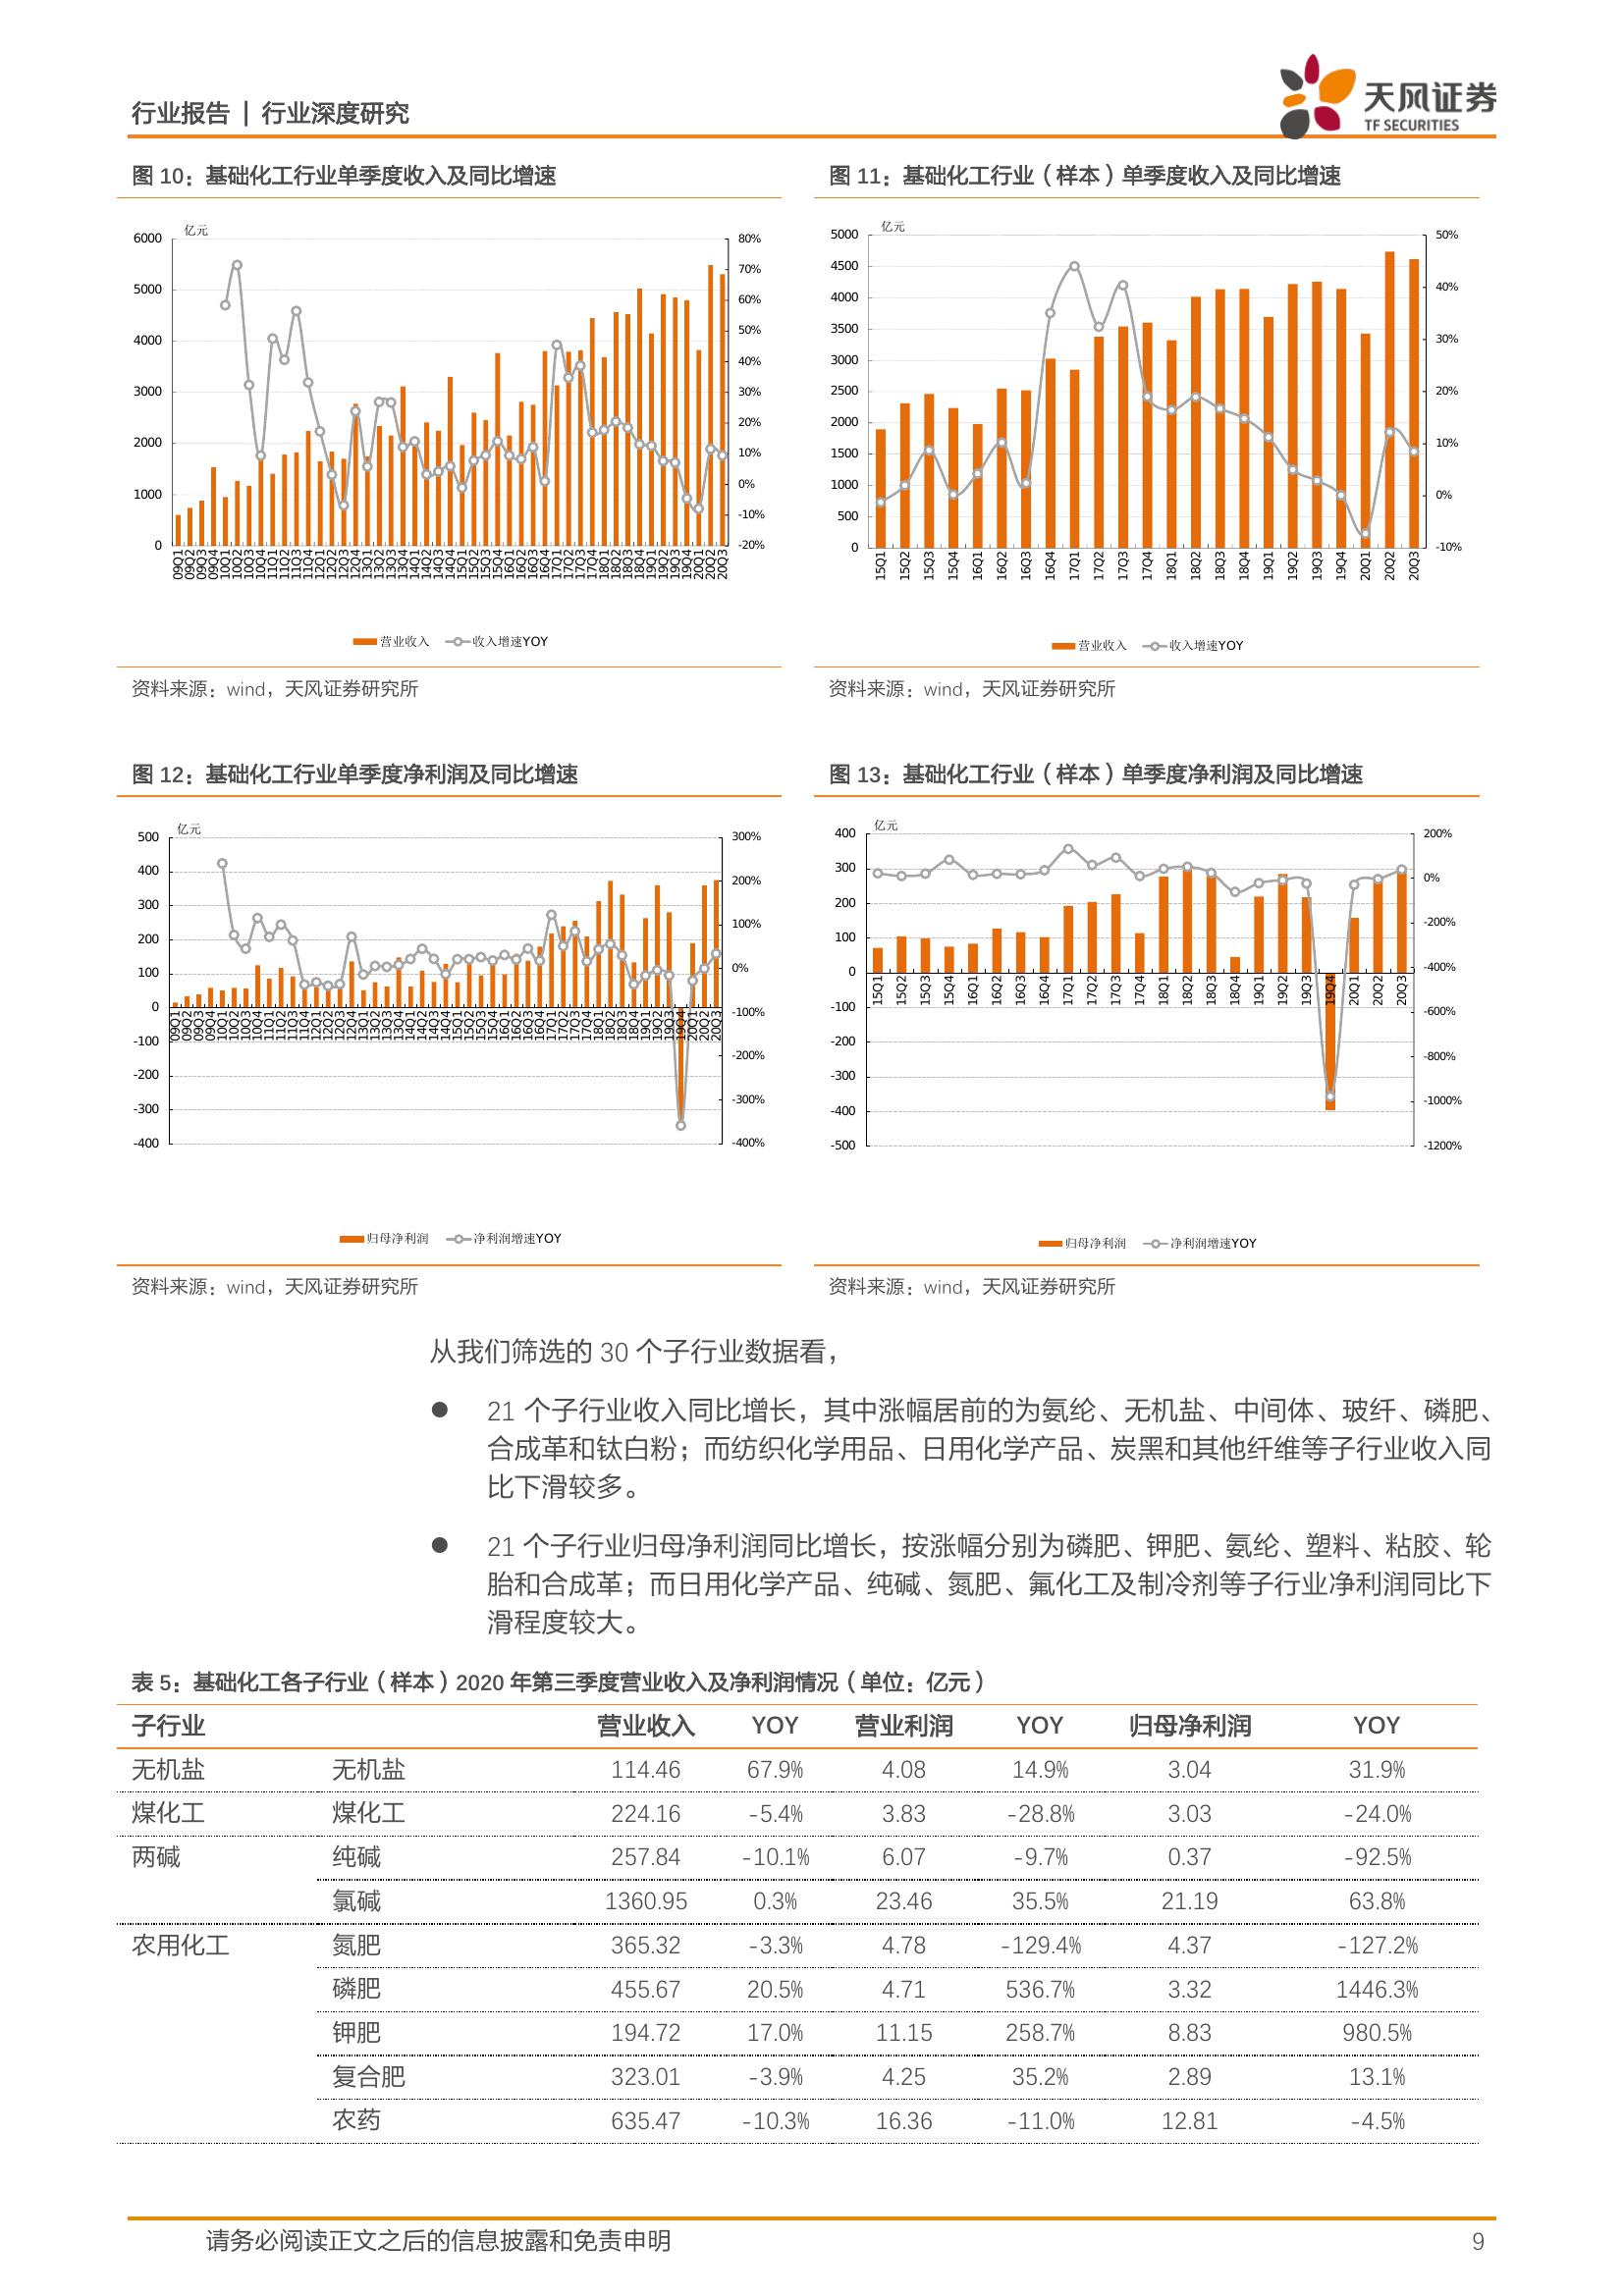 行业报告 | 行业深度研究
天风证券
TF SECURITIES
图 10：基础化工行业单季度收入及同比增速
亿元
6000
5000
4000
3000
2000
1000
0
80%
70%
60%
50%
40%
30%
20%
10%
0%
-10%
-20%
09Q1 09Q2 09Q3 09Q4 10Q1 10Q2 10Q3 10Q4 11Q1 11Q2 11Q3 11Q4 12Q1 12Q2 12Q3 12Q4 13Q1 13Q2 13Q3 13Q4 14Q1 14Q2 14Q3 14Q4 15Q1 15Q2 15Q3 15Q4 16Q1 16Q2 16Q3 16Q4 17Q1 17Q2 17Q3 17Q4 18Q1 18Q2 18Q3 18Q4 19Q1 19Q2 19Q3 19Q4 20Q1 20Q2 20Q3
营业收入 收入增速YOY
资料来源：wind，天风证券研究所
图 11：基础化工行业（样本）单季度收入及同比增速
亿元
5000
4500
4000
3500
3000
2500
2000
1500
1000
500
0
50%
40%
30%
20%
10%
0%
-10%
15Q1 15Q2 15Q3 15Q4 16Q1 16Q2 16Q3 16Q4 17Q1 17Q2 17Q3 17Q4 18Q1 18Q2 18Q3 18Q4 19Q1 19Q2 19Q3 19Q4 20Q1 20Q2 20Q3
营业收入 收入增速YOY
资料来源：wind，天风证券研究所
图 12：基础化工行业单季度净利润及同比增速
亿元
500
400
300
200
100
0
-100
-200
-300
-400
300%
200%
100%
0%
-100%
-200%
-300%
-400%
09Q1 09Q2 09Q3 09Q4 10Q1 10Q2 10Q3 10Q4 11Q1 11Q2 11Q3 11Q4 12Q1 12Q2 12Q3 12Q4 13Q1 13Q2 13Q3 13Q4 14Q1 14Q2 14Q3 14Q4 15Q1 15Q2 15Q3 15Q4 16Q1 16Q2 16Q3 16Q4 17Q1 17Q2 17Q3 17Q4 18Q1 18Q2 18Q3 18Q4 19Q1 19Q2 19Q3 19Q4 20Q1 20Q2 20Q3
归母净利润 净利润增速YOY
资料来源：wind，天风证券研究所
图 13：基础化工行业（样本）单季度净利润及同比增速
亿元
400
300
200
100
0
-100
-200
-300
-400
-500
200%
0%
-200%
-400%
-600%
-800%
-1000%
-1200%
15Q1 15Q2 15Q3 15Q4 16Q1 16Q2 16Q3 16Q4 17Q1 17Q2 17Q3 17Q4 18Q1 18Q2 18Q3 18Q4 19Q1 19Q2 19Q3 19Q4 20Q1 20Q2 20Q3
归母净利润 净利润增速YOY
资料来源：wind，天风证券研究所
从我们筛选的 30 个子行业数据看，
● 21 个子行业收入同比增长，其中涨幅居前的为氨纶、无机盐、中间体、玻纤、磷肥、
合成革和钛白粉；而纺织化学用品、日用化学产品、炭黑和其他纤维等子行业收入同
比下滑较多。
● 21 个子行业归母净利润同比增长，按涨幅分别为磷肥、钾肥、氨纶、塑料、粘胶、轮
胎和合成革；而日用化学产品、纯碱、氮肥、氟化工及制冷剂等子行业净利润同比下
滑程度较大。
表 5：基础化工各子行业（样本）2020 年第三季度营业收入及净利润情况（单位：亿元）
子行业 营业收入 YOY 营业利润 YOY 归母净利润 YOY
无机盐 无机盐 114.46 67.9% 4.08 14.9% 3.04 31.9%
煤化工 煤化工 224.16 -5.4% 3.83 -28.8% 3.03 -24.0%
两碱 纯碱 257.84 -10.1% 6.07 -9.7% 0.37 -92.5%
氯碱 1360.95 0.3% 23.46 35.5% 21.19 63.8%
农用化工 氮肥 365.32 -3.3% 4.78 -129.4% 4.37 -127.2%
磷肥 455.67 20.5% 4.71 536.7% 3.32 1446.3%
钾肥 194.72 17.0% 11.15 258.7% 8.83 980.5%
复合肥 323.01 -3.9% 4.25 35.2% 2.89 13.1%
农药 635.47 -10.3% 16.36 -11.0% 12.81 -4.5%
请务必阅读正文之后的信息披露和免责申明 9